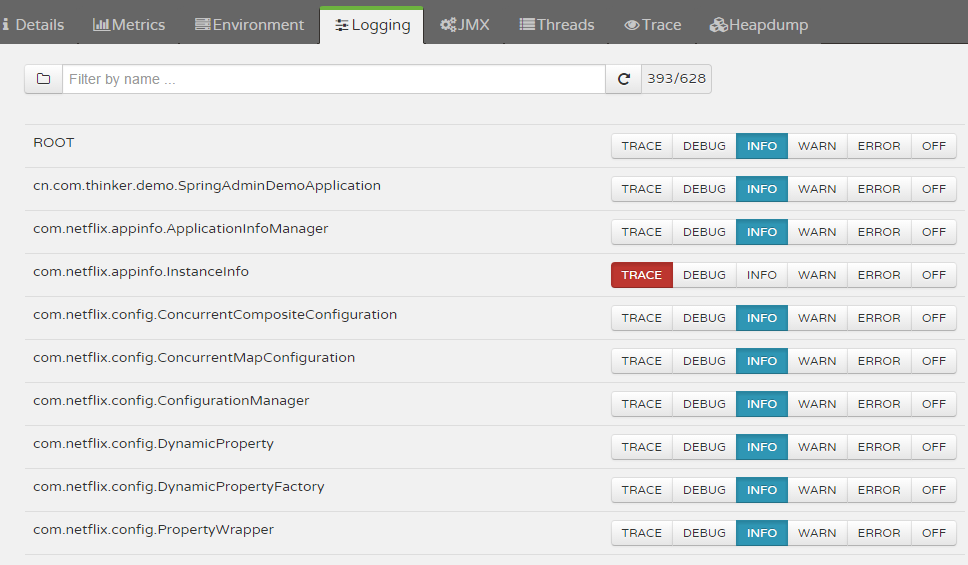 Details Metrics Environment Logging JMX Threads Trace Heapdump
Filter by name ... 393/628
ROOT TRACE DEBUG INFO WARN ERROR OFF
cn.com.thinker.demo.SpringAdminDemoApplication TRACE DEBUG INFO WARN ERROR OFF
com.netflix.appinfo.ApplicationInfoManager TRACE DEBUG INFO WARN ERROR OFF
com.netflix.appinfo.InstanceInfo TRACE DEBUG INFO WARN ERROR OFF
com.netflix.config.ConcurrentCompositeConfiguration TRACE DEBUG INFO WARN ERROR OFF
com.netflix.config.ConcurrentMapConfiguration TRACE DEBUG INFO WARN ERROR OFF
com.netflix.config.ConfigurationManager TRACE DEBUG INFO WARN ERROR OFF
com.netflix.config.DynamicProperty TRACE DEBUG INFO WARN ERROR OFF
com.netflix.config.DynamicPropertyFactory TRACE DEBUG INFO WARN ERROR OFF
com.netflix.config.PropertyWrapper TRACE DEBUG INFO WARN ERROR OFF